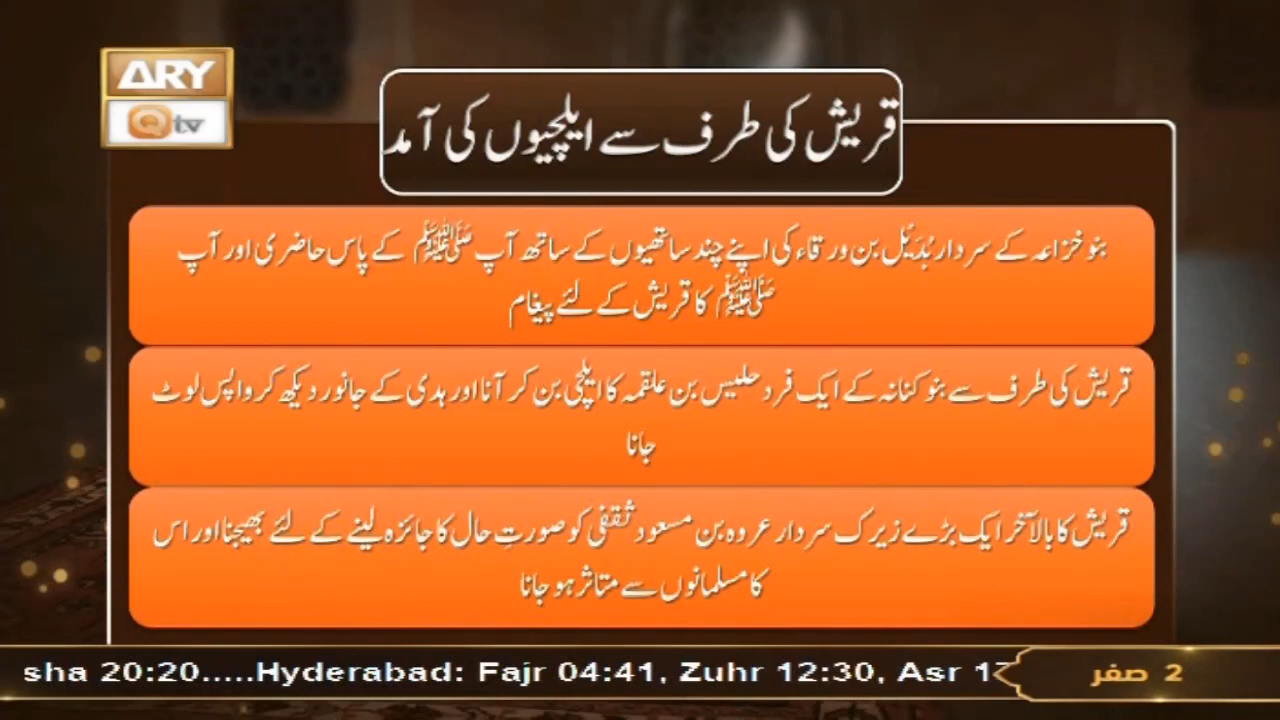 ARY
Qtv
قریش کی طرف سے ایلچیوں کی آمد
بنو خزاعہ کے سردار بُدَیْل بن ورقاء کی اپنے چند ساتھیوں کے ساتھ آپ ﷺ کے پاس حاضری اور آپ
ﷺ کا قریش کے لئے پیغام
قریش کی طرف سے بنو کنانہ کے ایک فرد حلیس بن علقمہ کا ایلچی بن کر آنا اور ہدی کے جانور دیکھ کر واپس لوٹ
جانا
قریش کا بالآخر ایک بڑے زیرک سردار عروہ بن مسعود ثقفی کو صورتِ حال کا جائزہ لینے کے لئے بھیجنا اور اس
کا مسلمانوں سے متاثر ہو جانا
sha 20:20.....Hyderabad: Fajr 04:41, Zuhr 12:30, Asr 17
2 صفر